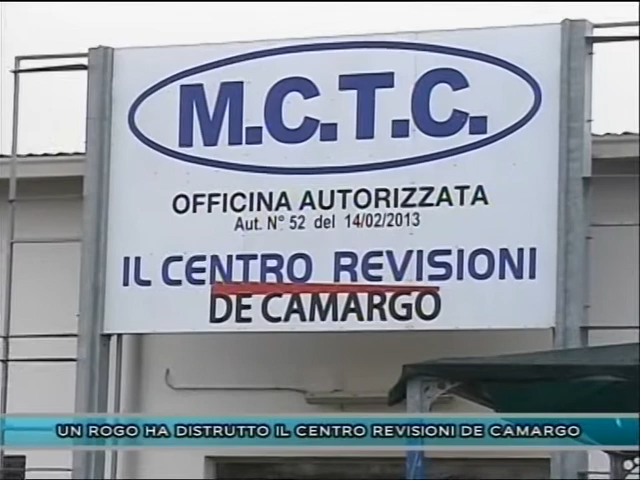 M.C.T.C.
OFFICINA AUTORIZZATA
Aut. N° 52 del 14/02/2013
IL CENTRO REVISIONI
DE CAMARGO
UN ROGO HA DISTRUTTO IL CENTRO REVISIONI DE CAMARGO